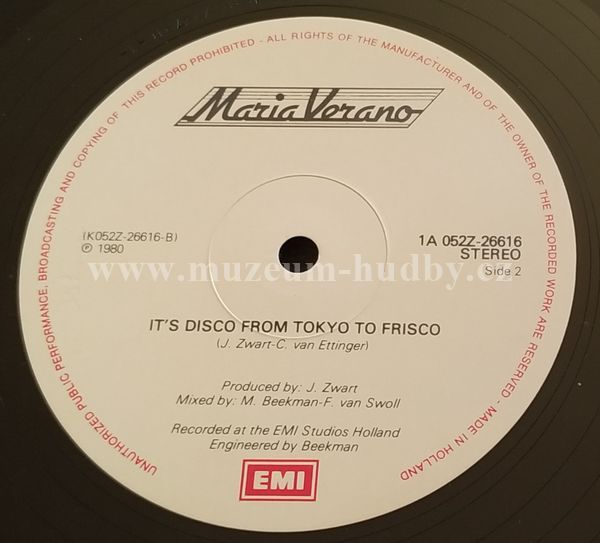 UNAUTHORIZED PUBLIC PERFORMANCE, BROADCASTING AND COPYING OF THIS RECORD PROHIBITED - ALL RIGHTS OF THE MANUFACTURER AND OF THE OWNER OF THE RECORDED WORK ARE RESERVED - MADE IN HOLLAND
Maria Verano
(K052Z-26616-B)
℗ 1980
1A 052Z-26616
STEREO
Side 2
www.muzeum-hudby.cz
IT'S DISCO FROM TOKYO TO FRISCO
(J. Zwart-C. van Ettinger)
Produced by: J. Zwart
Mixed by: M. Beekman-F. van Swoll
Recorded at the EMI Studios Holland
Engineered by Beekman
EMI